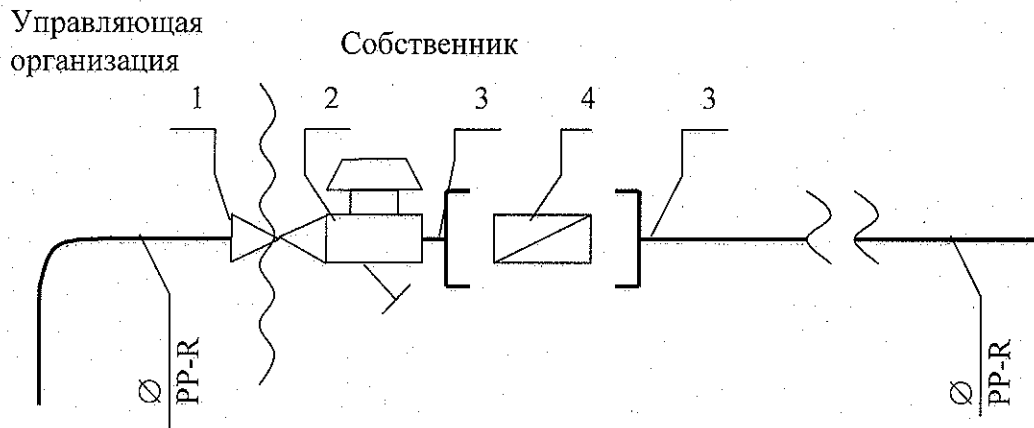 Управляющая
организация
Собственник
1
2
3
4
3
Ø
PP-R
Ø
PP-R